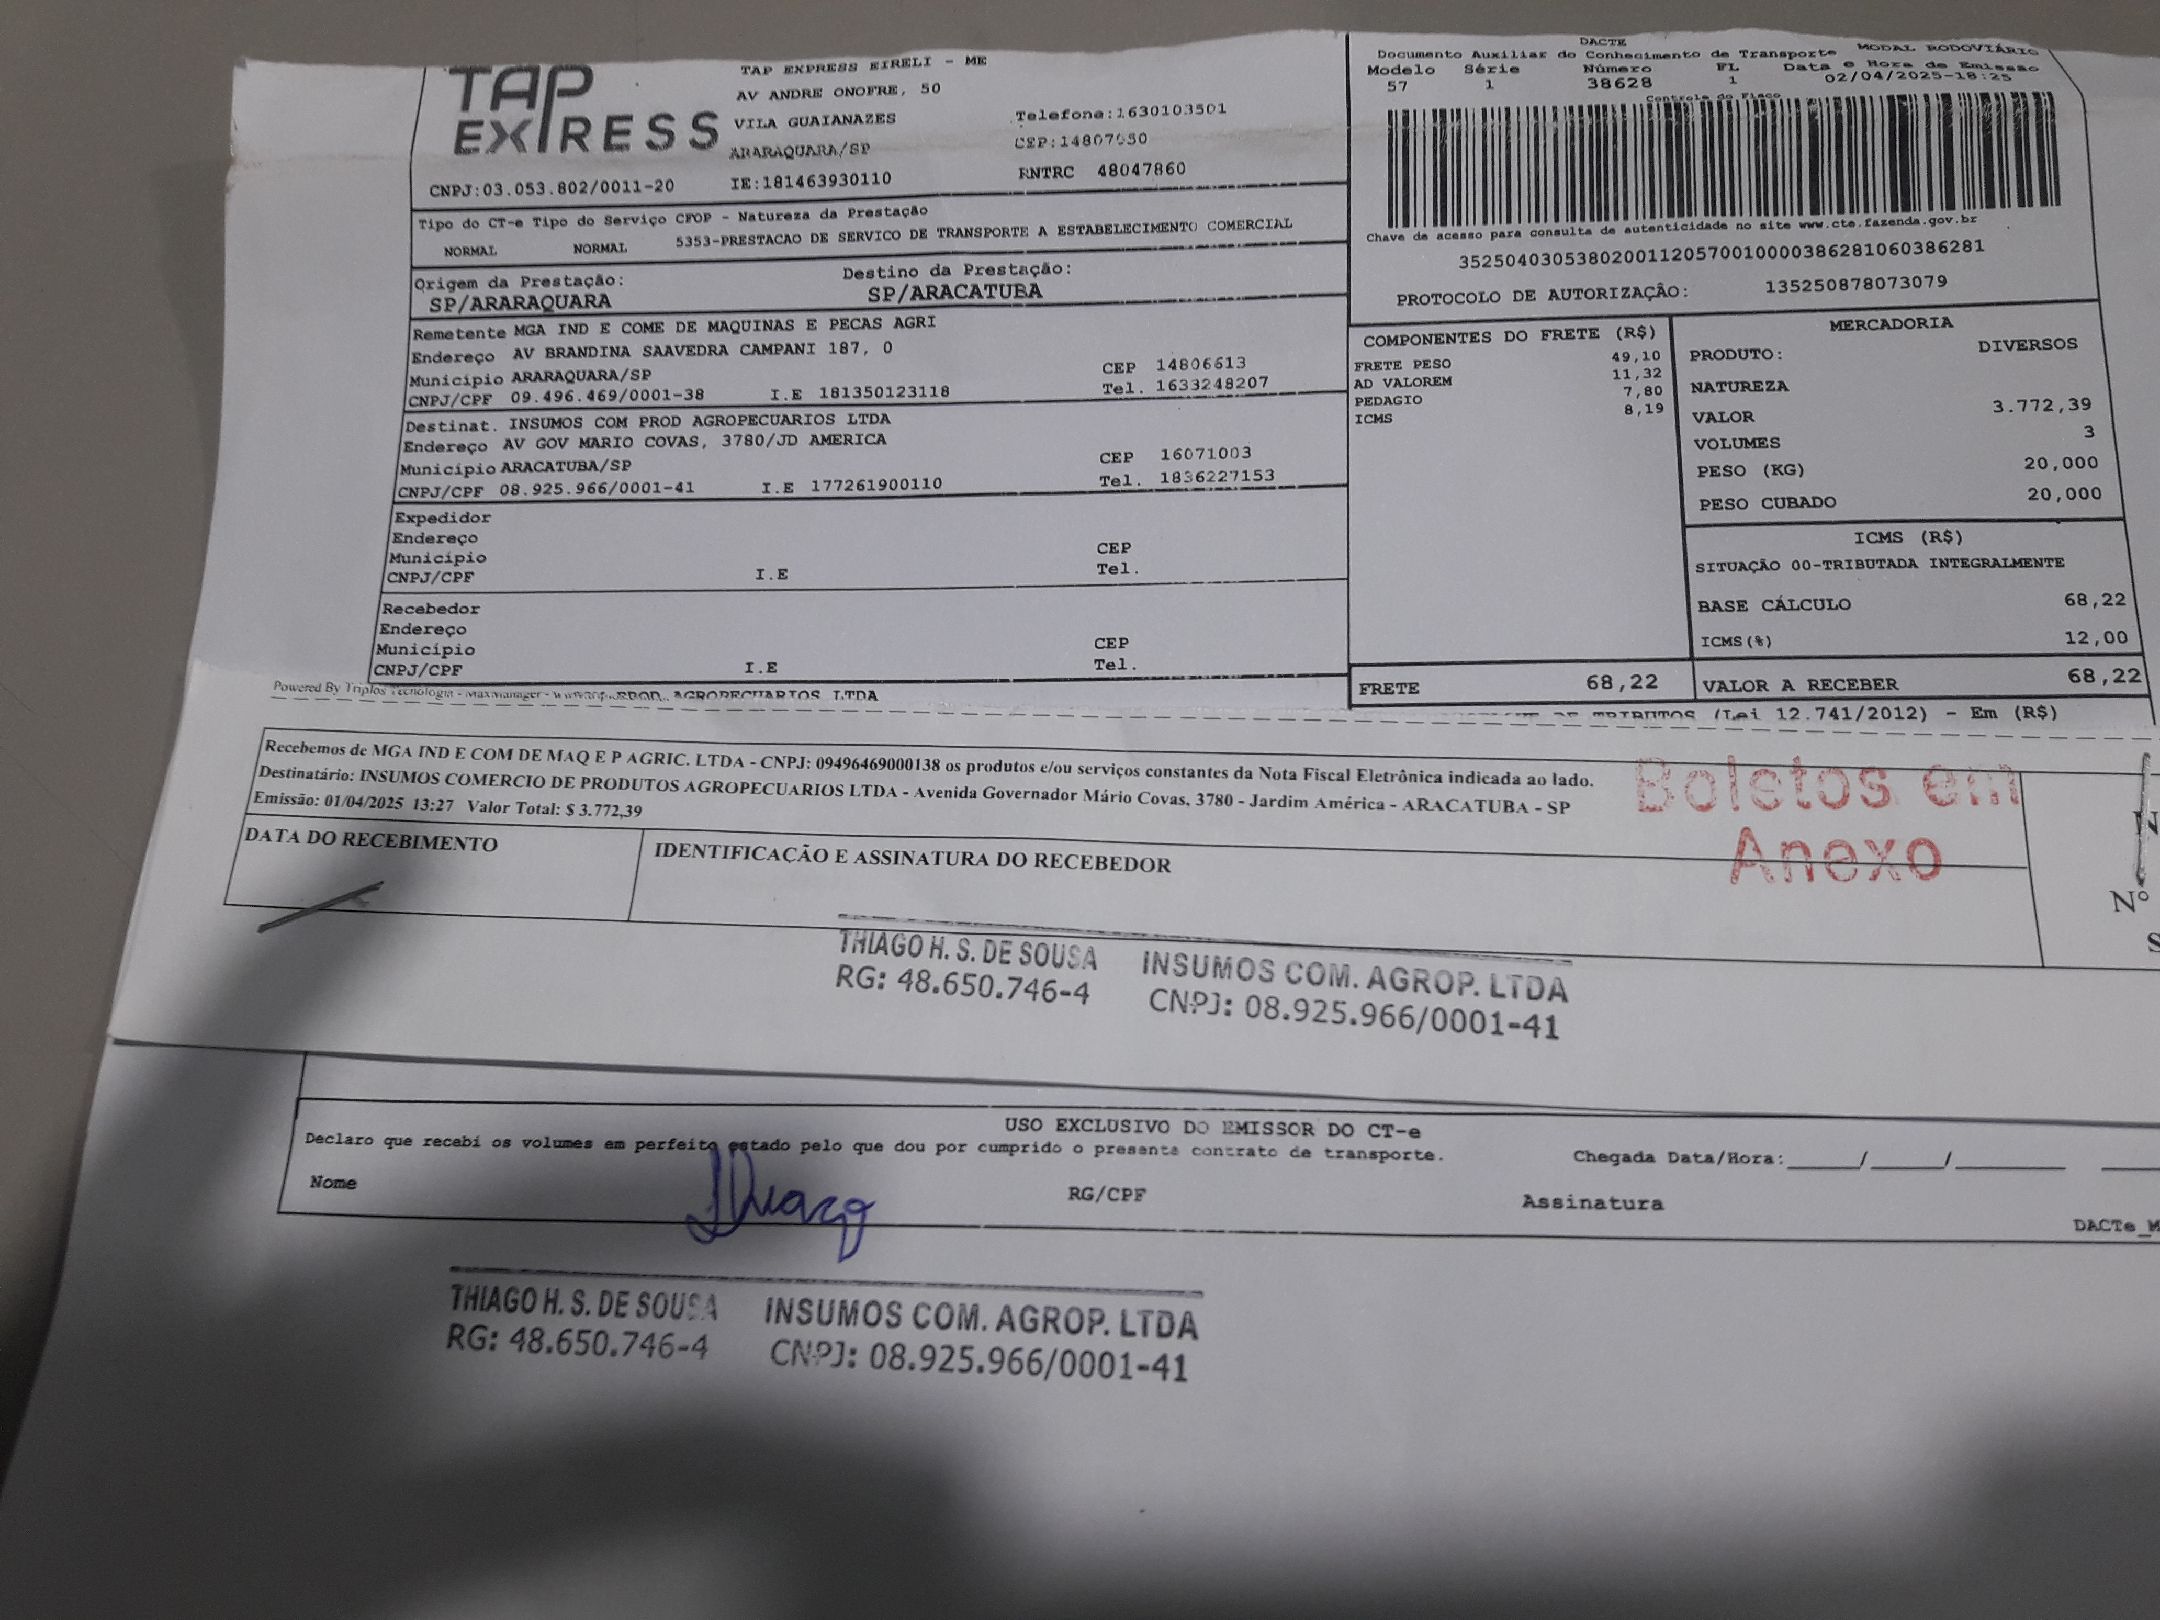 TAP EXPRESS
TAP EXPRESS EIRELI - ME
AV ANDRE ONOFRE, 50
VILA GUAIANAZES
Telefone:1630103501
ARARAQUARA/SP
CEP:14807050
CNPJ:03.053.802/0011-20
IE:181463930110
RNTRC 48047860
DACTE
Documento Auxiliar do Conhecimento de Transporte MODAL RODOVIÁRIO
Modelo Série Número FL Data e Hora de Emissão
57 1 38628 1 02/04/2025-18:25
Controle do Fisco
Chave de acesso para consulta de autenticidade no site www.cte.fazenda.gov.br
35250403053802001120570010000386281060386281
PROTOCOLO DE AUTORIZAÇÃO: 135250878073079
Tipo do CT-e Tipo do Serviço CFOP - Natureza da Prestação
NORMAL NORMAL 5353-PRESTACAO DE SERVICO DE TRANSPORTE A ESTABELECIMENTO COMERCIAL
Origem da Prestação: Destino da Prestação:
SP/ARARAQUARA SP/ARACATUBA
Remetente MGA IND E COME DE MAQUINAS E PECAS AGRI
Endereço AV BRANDINA SAAVEDRA CAMPANI 187, 0
Município ARARAQUARA/SP CEP 14806613
CNPJ/CPF 09.496.469/0001-38 I.E 181350123118 Tel. 1633248207
Destinat. INSUMOS COM PROD AGROPECUARIOS LTDA
Endereço AV GOV MARIO COVAS, 3780/JD AMERICA
Município ARACATUBA/SP CEP 16071003
CNPJ/CPF 08.925.966/0001-41 I.E 177261900110 Tel. 1836227153
Expedidor
Endereço
Município CEP
CNPJ/CPF I.E Tel.
Recebedor
Endereço
Município CEP
CNPJ/CPF I.E Tel.
COMPONENTES DO FRETE (R$)
FRETE PESO 49,10
AD VALOREM 11,32
PEDAGIO 7,80
ICMS 8,19
MERCADORIA
PRODUTO: DIVERSOS
NATUREZA
VALOR 3.772,39
VOLUMES 3
PESO (KG) 20,000
PESO CUBADO 20,000
ICMS (R$)
SITUAÇÃO 00-TRIBUTADA INTEGRALMENTE
BASE CÁLCULO 68,22
ICMS(%) 12,00
FRETE 68,22
VALOR A RECEBER 68,22
Powered By Triplos Tecnologia - MaxManager - PROD. AGROPECUARIOS LTDA
DE TRIBUTOS (Lei 12.741/2012) - Em (R$)
Recebemos de MGA IND E COM DE MAQ E P AGRIC. LTDA - CNPJ: 09496469000138 os produtos e/ou serviços constantes da Nota Fiscal Eletrônica indicada ao lado.
Destinatário: INSUMOS COMERCIO DE PRODUTOS AGROPECUARIOS LTDA - Avenida Governador Mário Covas, 3780 - Jardim América - ARACATUBA - SP
Emissão: 01/04/2025 13:27 Valor Total: $ 3.772,39
Boletos em
Anexo
DATA DO RECEBIMENTO
IDENTIFICAÇÃO E ASSINATURA DO RECEBEDOR
N
Nº
S
THIAGO H. S. DE SOUSA INSUMOS COM. AGROP. LTDA
RG: 48.650.746-4 CNPJ: 08.925.966/0001-41
USO EXCLUSIVO DO EMISSOR DO CT-e
Declaro que recebi os volumes em perfeito estado pelo que dou por cumprido o presente contrato de transporte.
Chegada Data/Hora:_____/_____/________
Nome Thiago RG/CPF Assinatura
DACTe_M
THIAGO H. S. DE SOUSA INSUMOS COM. AGROP. LTDA
RG: 48.650.746-4 CNPJ: 08.925.966/0001-41